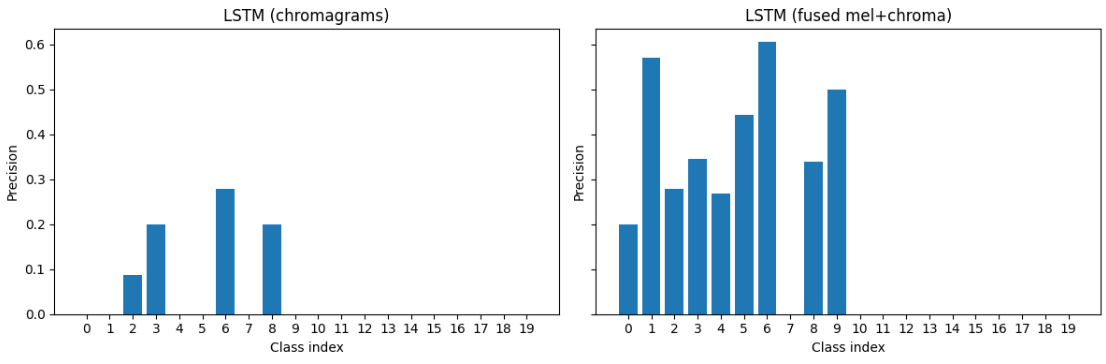 LSTM (chromagrams)
Precision
0.6
0.5
0.4
0.3
0.2
0.1
0.0
0 1 2 3 4 5 6 7 8 9 10 11 12 13 14 15 16 17 18 19
Class index
LSTM (fused mel+chroma)
Precision
0 1 2 3 4 5 6 7 8 9 10 11 12 13 14 15 16 17 18 19
Class index